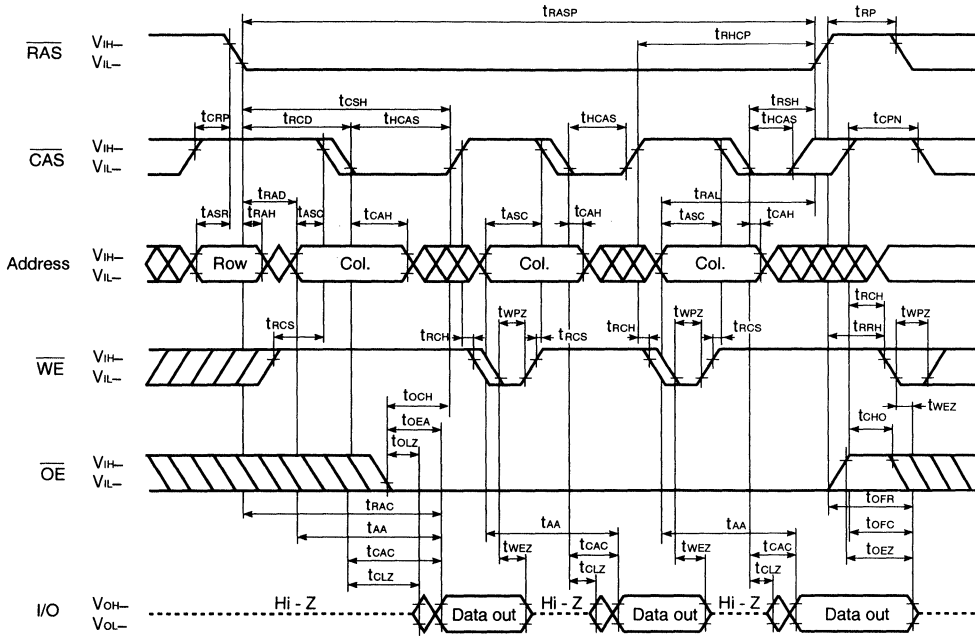 tRASP tRP
RAS VIH– tRHCP
VIL–
tCSH tRSH
tCRP tRCD tHCAS tHCAS tHCAS tCPN
CAS VIH–
VIL–
tRAD tRAL
tASR tRAH tASC tCAH tASC tCAH tASC tCAH
Address VIH– Row Col. Col. Col.
VIL–
tRCH
tRCS tWPZ tWPZ tRRH tWPZ
tRCH tRCS tRCH tRCS
WE VIH–
VIL–
tOCH tWEZ
tOEA tCHO
tOLZ
OE VIH–
VIL–
tRAC tOFR
tAA tAA tAA tOFC
tCAC tWEZ tCAC tWEZ tCAC tOEZ
tCLZ tCLZ tCLZ
I/O VOH– Hi - Z Data out Hi - Z Data out Hi - Z Data out
VOL–